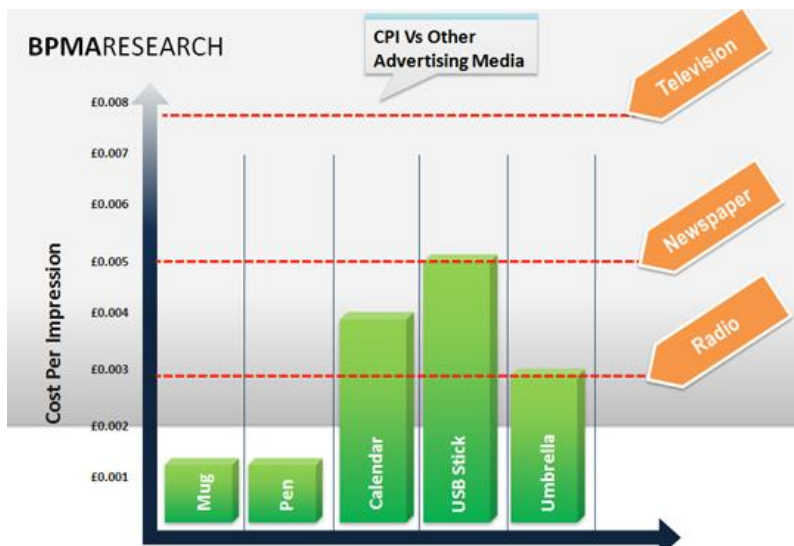 BPMARESEARCH
CPI Vs Other
Advertising Media
Television
Newspaper
Radio
Cost Per Impression
£0.008
£0.007
£0.006
£0.005
£0.004
£0.003
£0.002
£0.001
Mug
Pen
Calendar
USB Stick
Umbrella